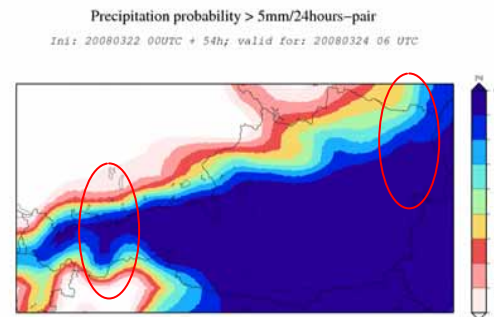 Precipitation probability > 5mm/24hours-pair
Ini: 20080322 00UTC + 54h; valid for: 20080324 06 UTC